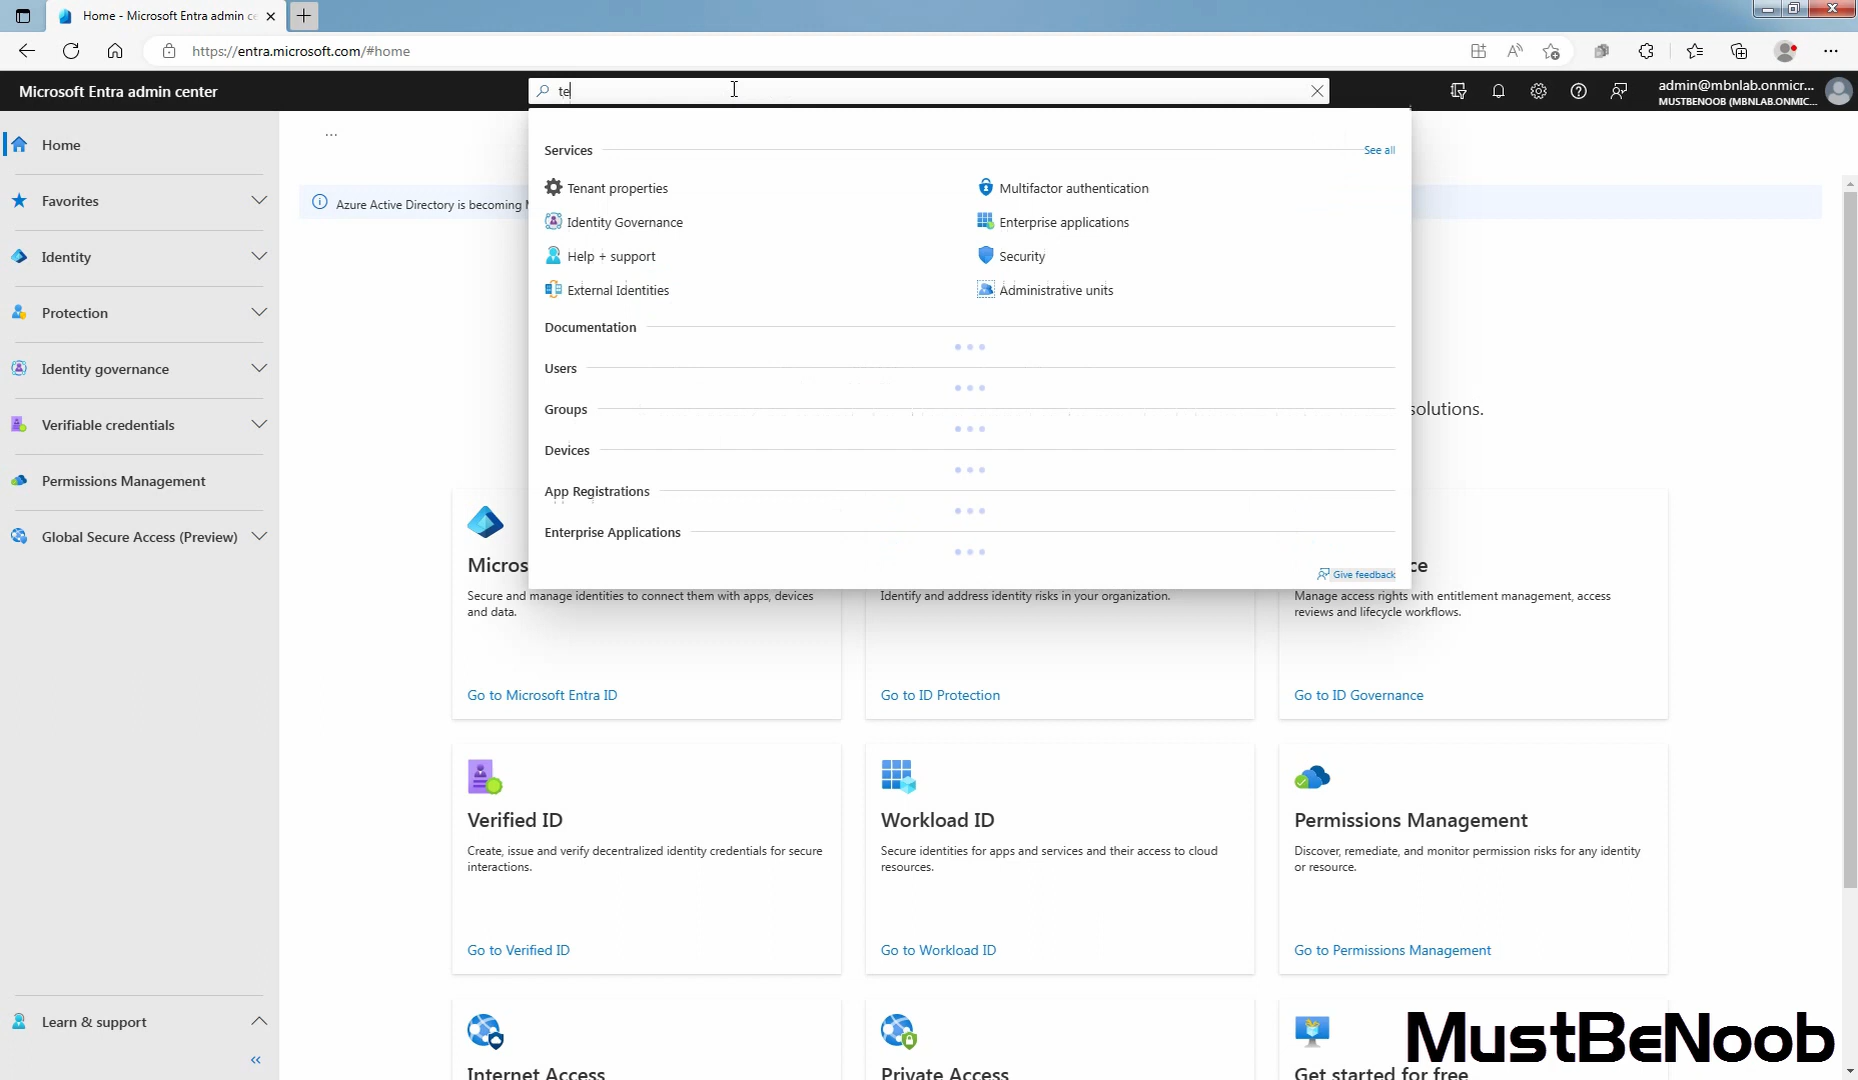 Home - Microsoft Entra admin ce
https://entra.microsoft.com/#home
Microsoft Entra admin center
te
admin@mbnlab.onmicr...
MUSTBENOOB (MBNLAB.ONMIC...
Home
Favorites
Identity
Protection
Identity governance
Verifiable credentials
Permissions Management
Global Secure Access (Preview)
Learn & support
...
Azure Active Directory is becoming
Services
See all
Tenant properties
Multifactor authentication
Identity Governance
Enterprise applications
Help + support
Security
External Identities
Administrative units
Documentation
Users
Groups
Devices
App Registrations
Enterprise Applications
Give feedback
solutions.
Micros
Secure and manage identities to connect them with apps, devices
and data.
Go to Microsoft Entra ID
Identify and address identity risks in your organization.
Go to ID Protection
ce
Manage access rights with entitlement management, access
reviews and lifecycle workflows.
Go to ID Governance
Verified ID
Create, issue and verify decentralized identity credentials for secure
interactions.
Go to Verified ID
Workload ID
Secure identities for apps and services and their access to cloud
resources.
Go to Workload ID
Permissions Management
Discover, remediate, and monitor permission risks for any identity
or resource.
Go to Permissions Management
Internet Access
Private Access
Get started for free
MustBeNoob